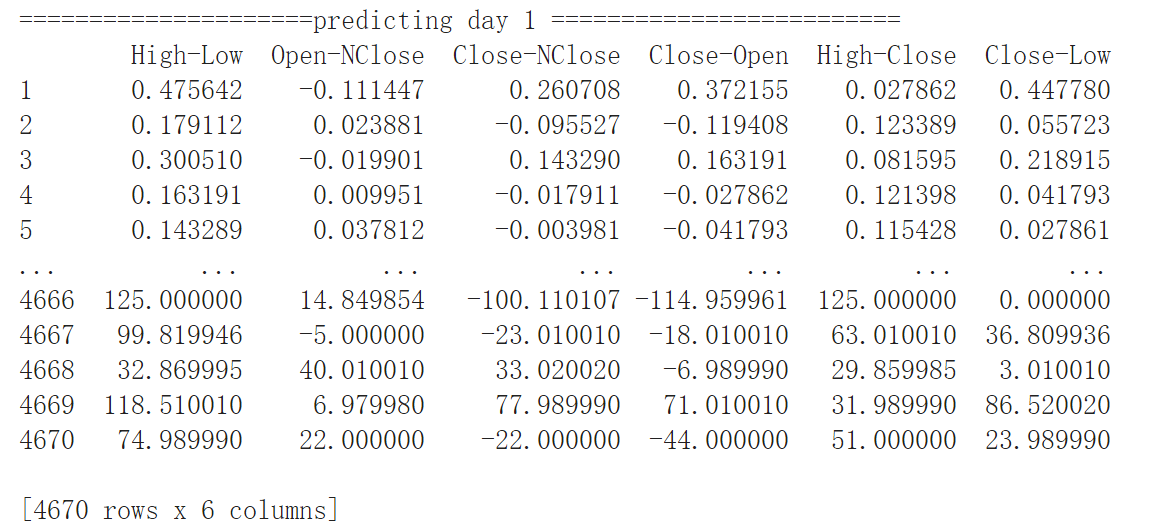 =====================predicting day 1 =========================
High-Low Open-NClose Close-NClose Close-Open High-Close Close-Low
1 0.475642 -0.111447 0.260708 0.372155 0.027862 0.447780
2 0.179112 0.023881 -0.095527 -0.119408 0.123389 0.055723
3 0.300510 -0.019901 0.143290 0.163191 0.081595 0.218915
4 0.163191 0.009951 -0.017911 -0.027862 0.121398 0.041793
5 0.143289 0.037812 -0.003981 -0.041793 0.115428 0.027861
... ... ... ... ... ... ...
4666 125.000000 14.849854 -100.110107 -114.959961 125.000000 0.000000
4667 99.819946 -5.000000 -23.010010 -18.010010 63.010010 36.809936
4668 32.869995 40.010010 33.020020 -6.989990 29.859985 3.010010
4669 118.510010 6.979980 77.989990 71.010010 31.989990 86.520020
4670 74.989990 22.000000 -22.000000 -44.000000 51.000000 23.989990
[4670 rows x 6 columns]